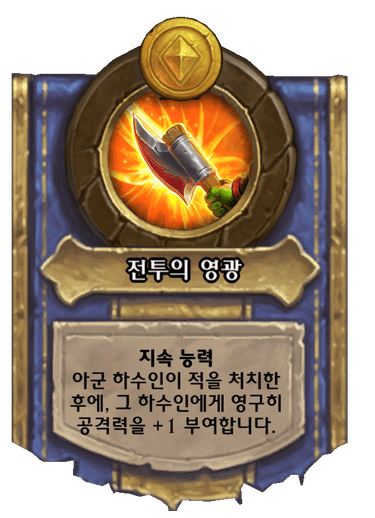 전투의 영광
지속 능력
아군 하수인이 적을 처치한
후에, 그 하수인에게 영구히
공격력을 +1 부여합니다.